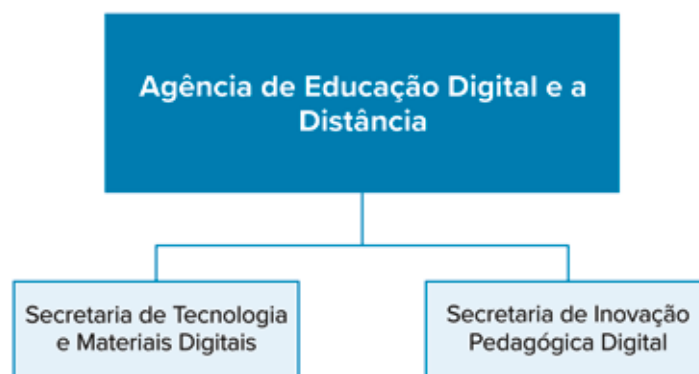 Agência de Educação Digital e a
Distância
Secretaria de Tecnologia
e Materiais Digitais
Secretaria de Inovação
Pedagógica Digital